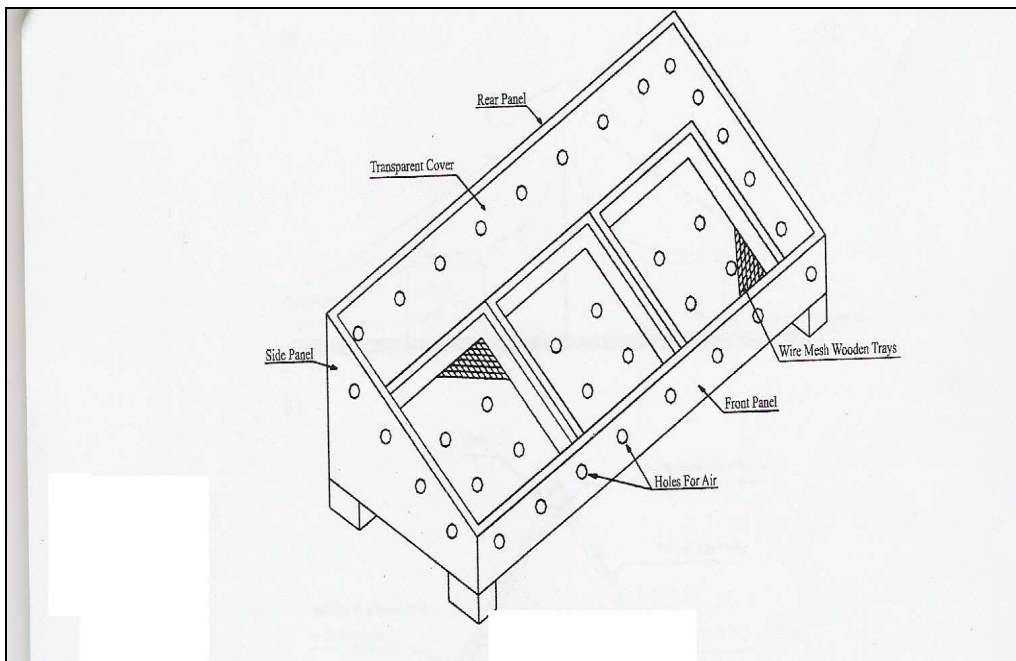 Rear Panel
Transparent Cover
Side Panel
Wire Mesh Wooden Trays
Front Panel
Holes For Air